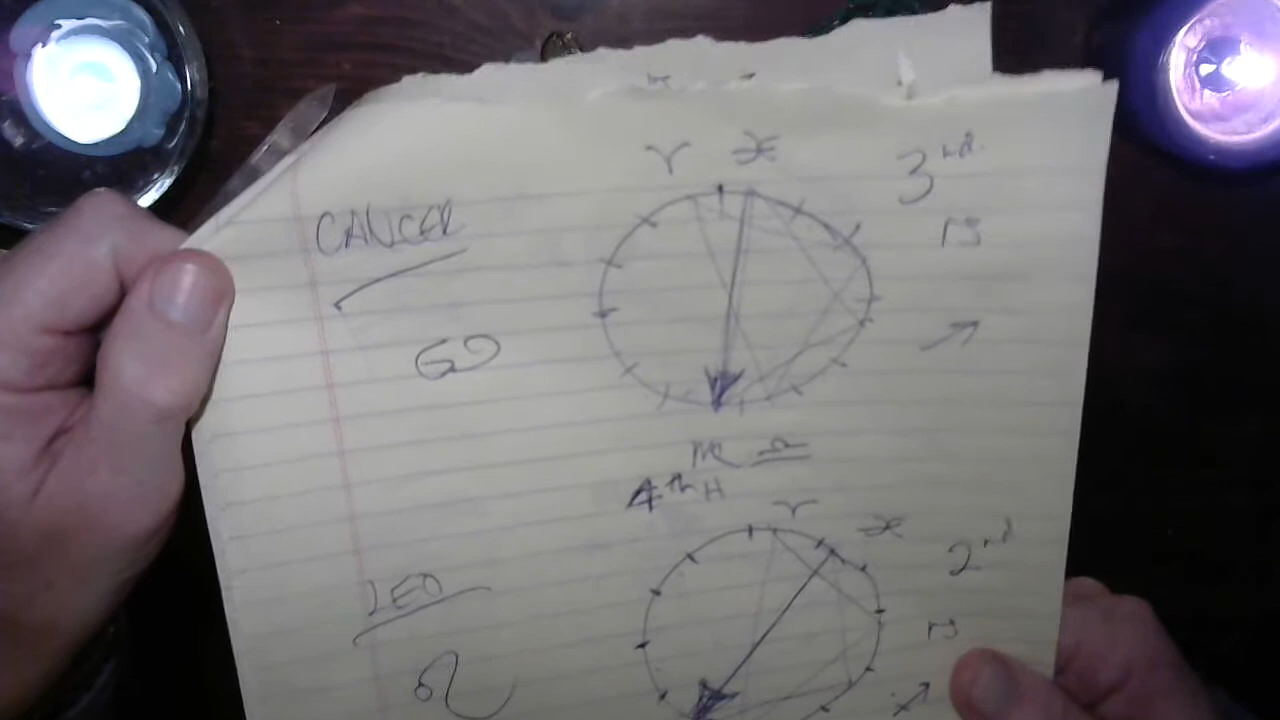 ♈ ♓
3rd
CANCER
♑
♋
♐
♏ ♎
4th H
♈ ♓
2nd
LEO
♑
♌
♐